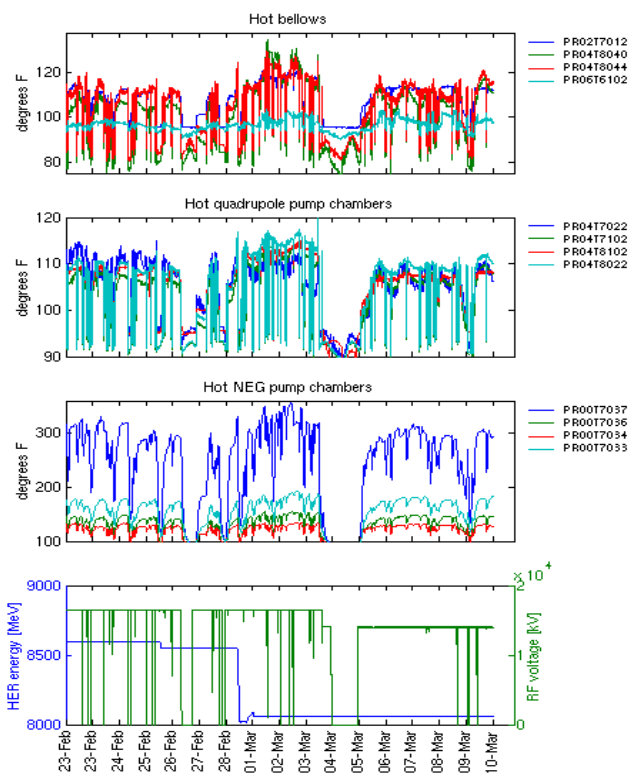 Hot bellows
degrees F
120
100
80
PR02T7012
PR04T8040
PR04T8044
PR06T6102
Hot quadrupole pump chambers
degrees F
120
110
100
90
PR04T7022
PR04T7102
PR04T8102
PR04T8022
Hot NEG pump chambers
degrees F
300
200
100
PR00T7037
PR00T7036
PR00T7034
PR00T7033
HER energy [MeV]
9000
8500
8000
× 10⁴
2
1
0
RF voltage [kV]
23-Feb
23-Feb
24-Feb
25-Feb
26-Feb
27-Feb
28-Feb
01-Mar
02-Mar
03-Mar
04-Mar
05-Mar
06-Mar
07-Mar
08-Mar
09-Mar
10-Mar